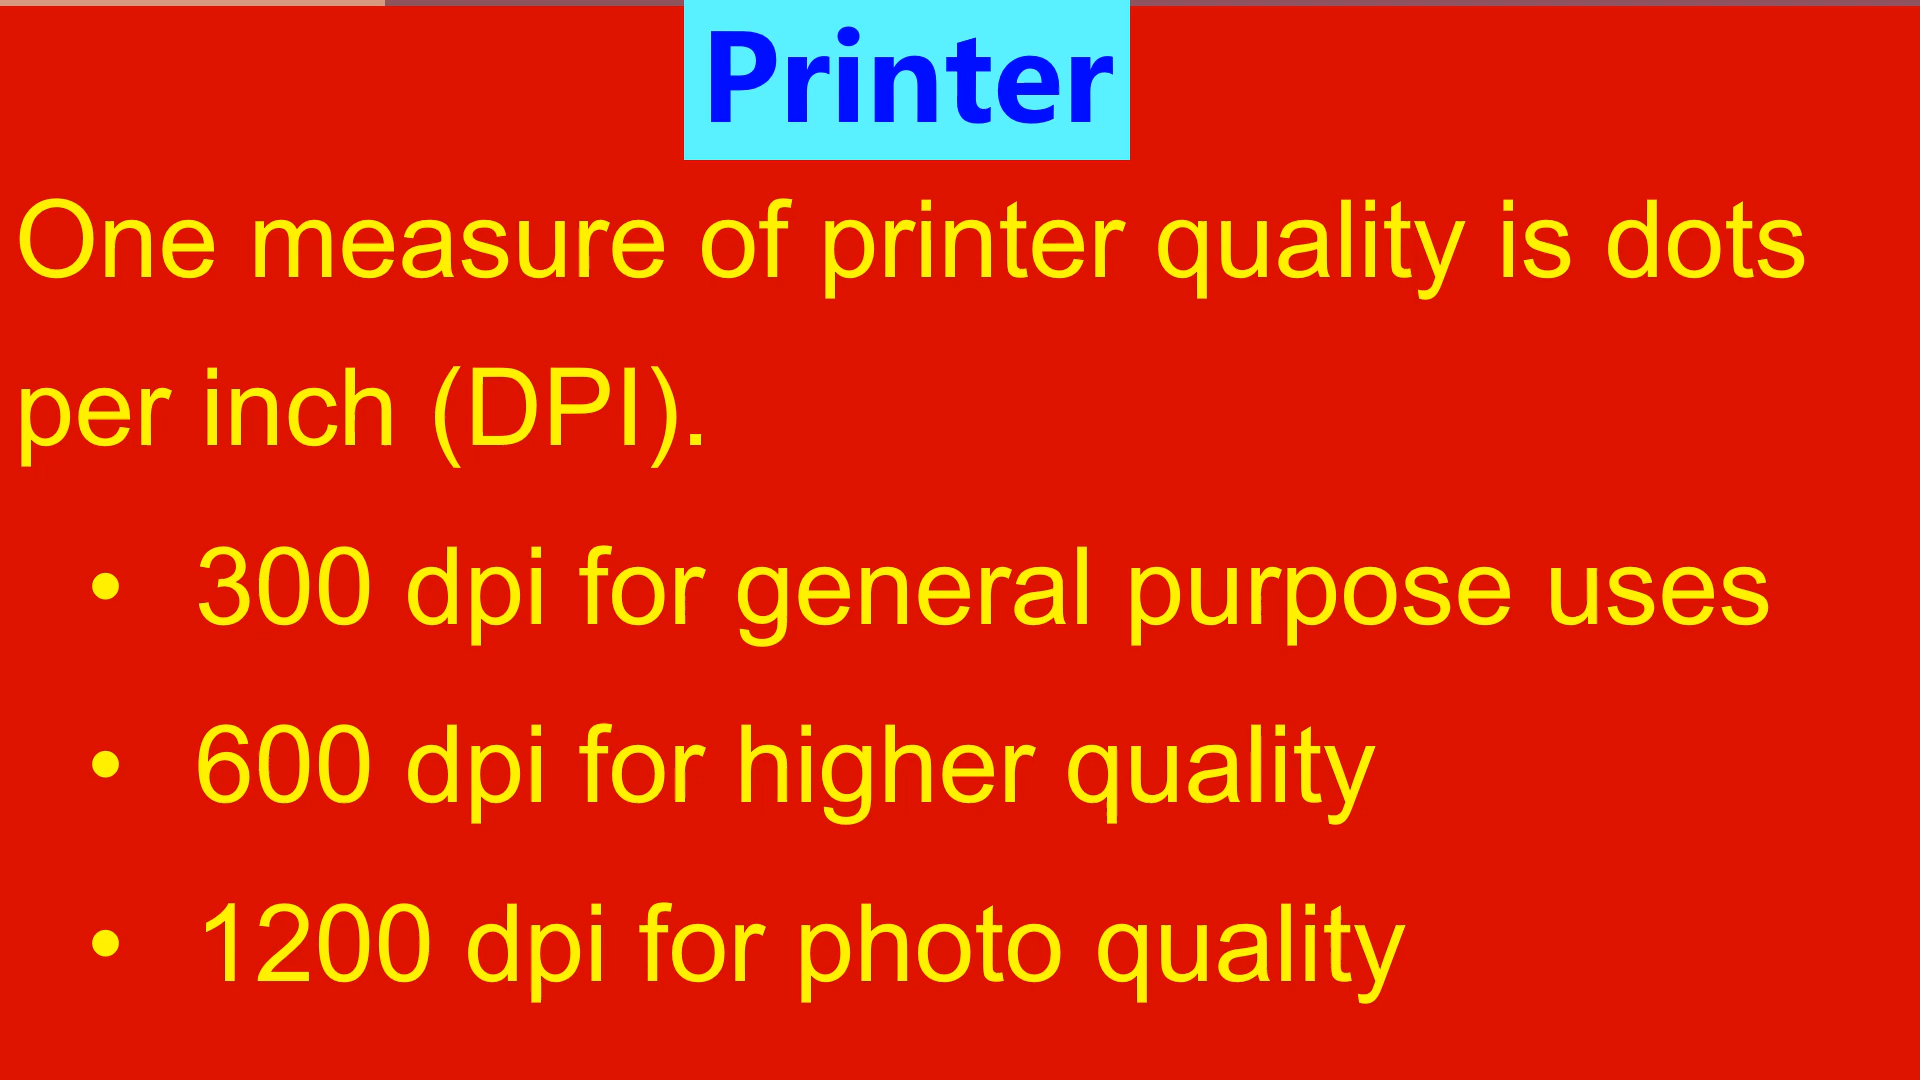 Printer
One measure of printer quality is dots
per inch (DPI).
• 300 dpi for general purpose uses
• 600 dpi for higher quality
• 1200 dpi for photo quality